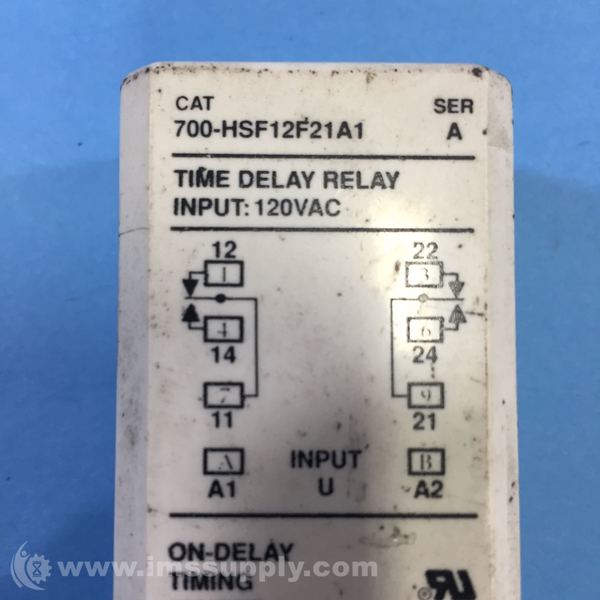 CAT SER
700-HSF12F21A1 A
TIME DELAY RELAY
INPUT: 120VAC
12 22
1 3
4 6
14 24
7 9
11 21
A INPUT B
A1 U A2
ON-DELAY
TIMING
www.imssupply.com